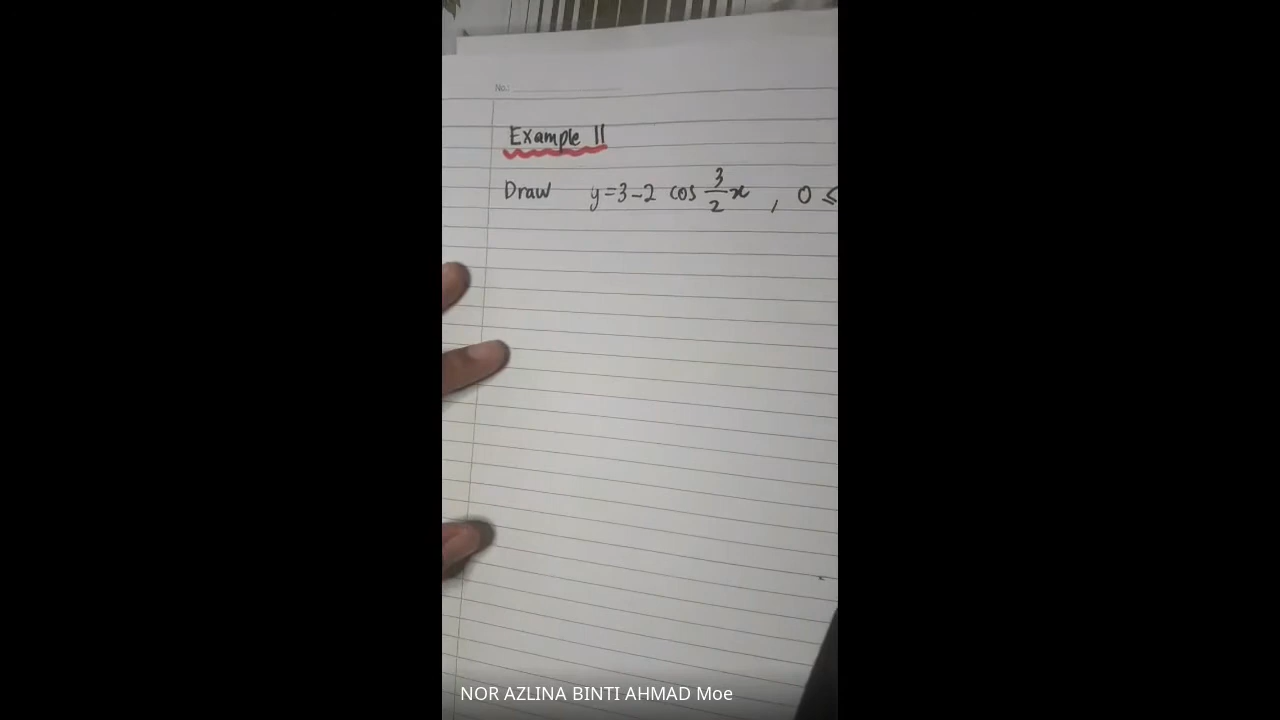 No.:
Example 11
Draw y=3-2 cos 3/2 x , 0 ≤
NOR AZLINA BINTI AHMAD Moe